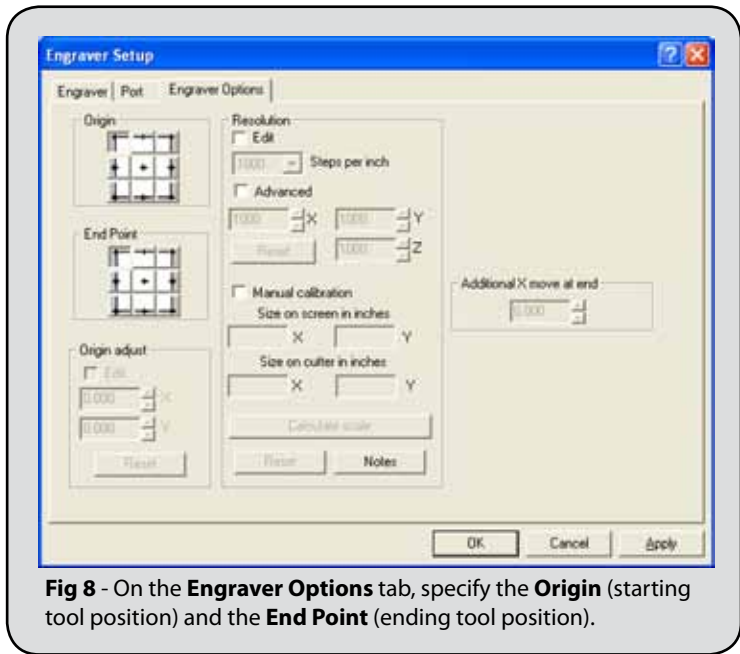 Engraver Setup
Engraver
Port
Engraver Options
Origin
End Point
Origin adjust
Edit
0.000 X
0.000 Y
Reset
Resolution
Edit
1000 Steps per inch
Advanced
1000 X 1000 Y
Reset 1000 Z
Manual calibration
Size on screen in inches
X Y
Size on cutter in inches
X Y
Calculate scale
Reset Notes
Additional X move at end
0.000
OK Cancel Apply
Fig 8 - On the Engraver Options tab, specify the Origin (starting
tool position) and the End Point (ending tool position).